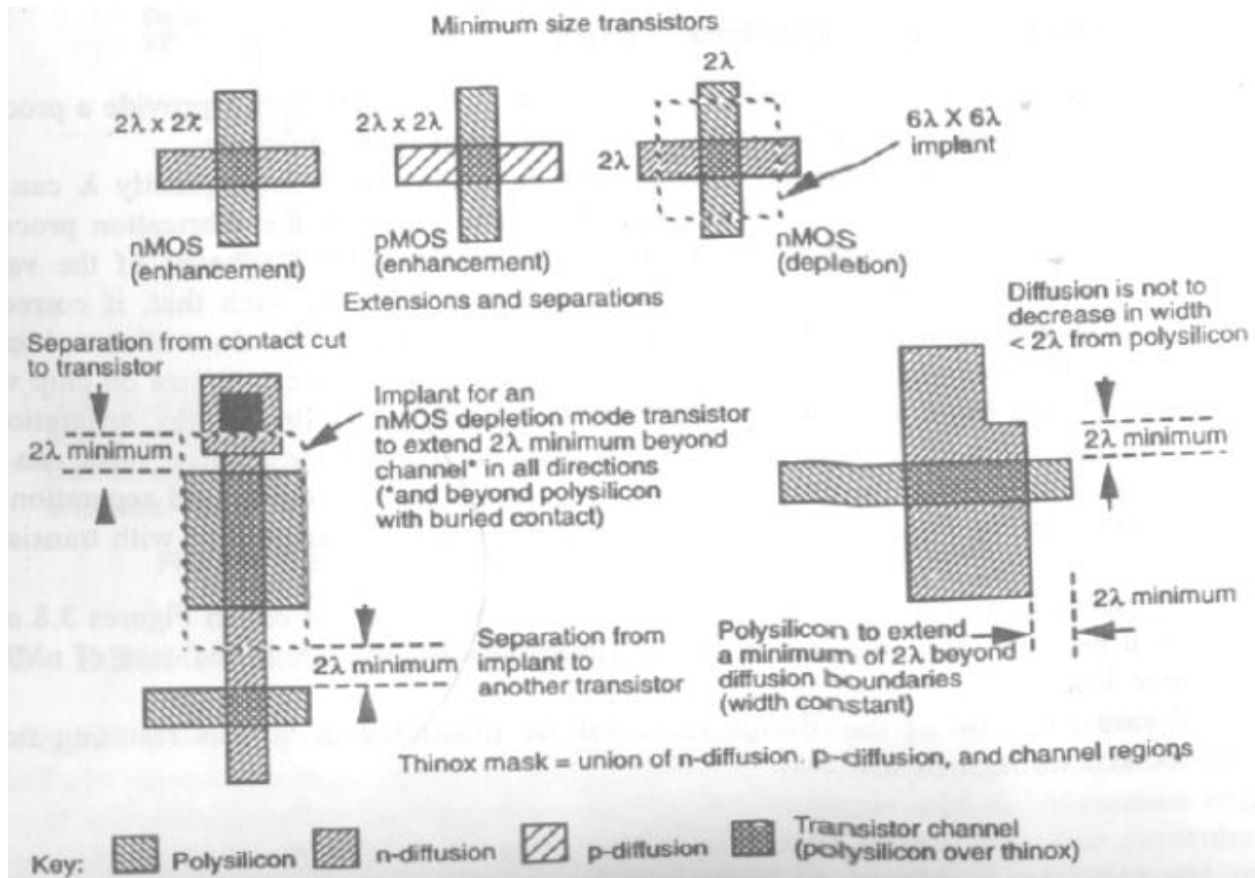 Minimum size transistors
2λ x 2λ
2λ x 2λ
2λ
2λ
6λ X 6λ
implant
nMOS
(enhancement)
pMOS
(enhancement)
nMOS
(depletion)
Extensions and separations
Separation from contact cut
to transistor
2λ minimum
Implant for an
nMOS depletion mode transistor
to extend 2λ minimum beyond
channel* in all directions
(*and beyond polysilicon
with buried contact)
Diffusion is not to
decrease in width
< 2λ from polysilicon
2λ minimum
2λ minimum
2λ minimum
Separation from
implant to
another transistor
Polysilicon to extend
a minimum of 2λ beyond
diffusion boundaries
(width constant)
Thinox mask = union of n-diffusion. p-diffusion, and channel regions
Key:
Polysilicon
n-diffusion
p-diffusion
Transistor channel
(polysilicon over thinox)